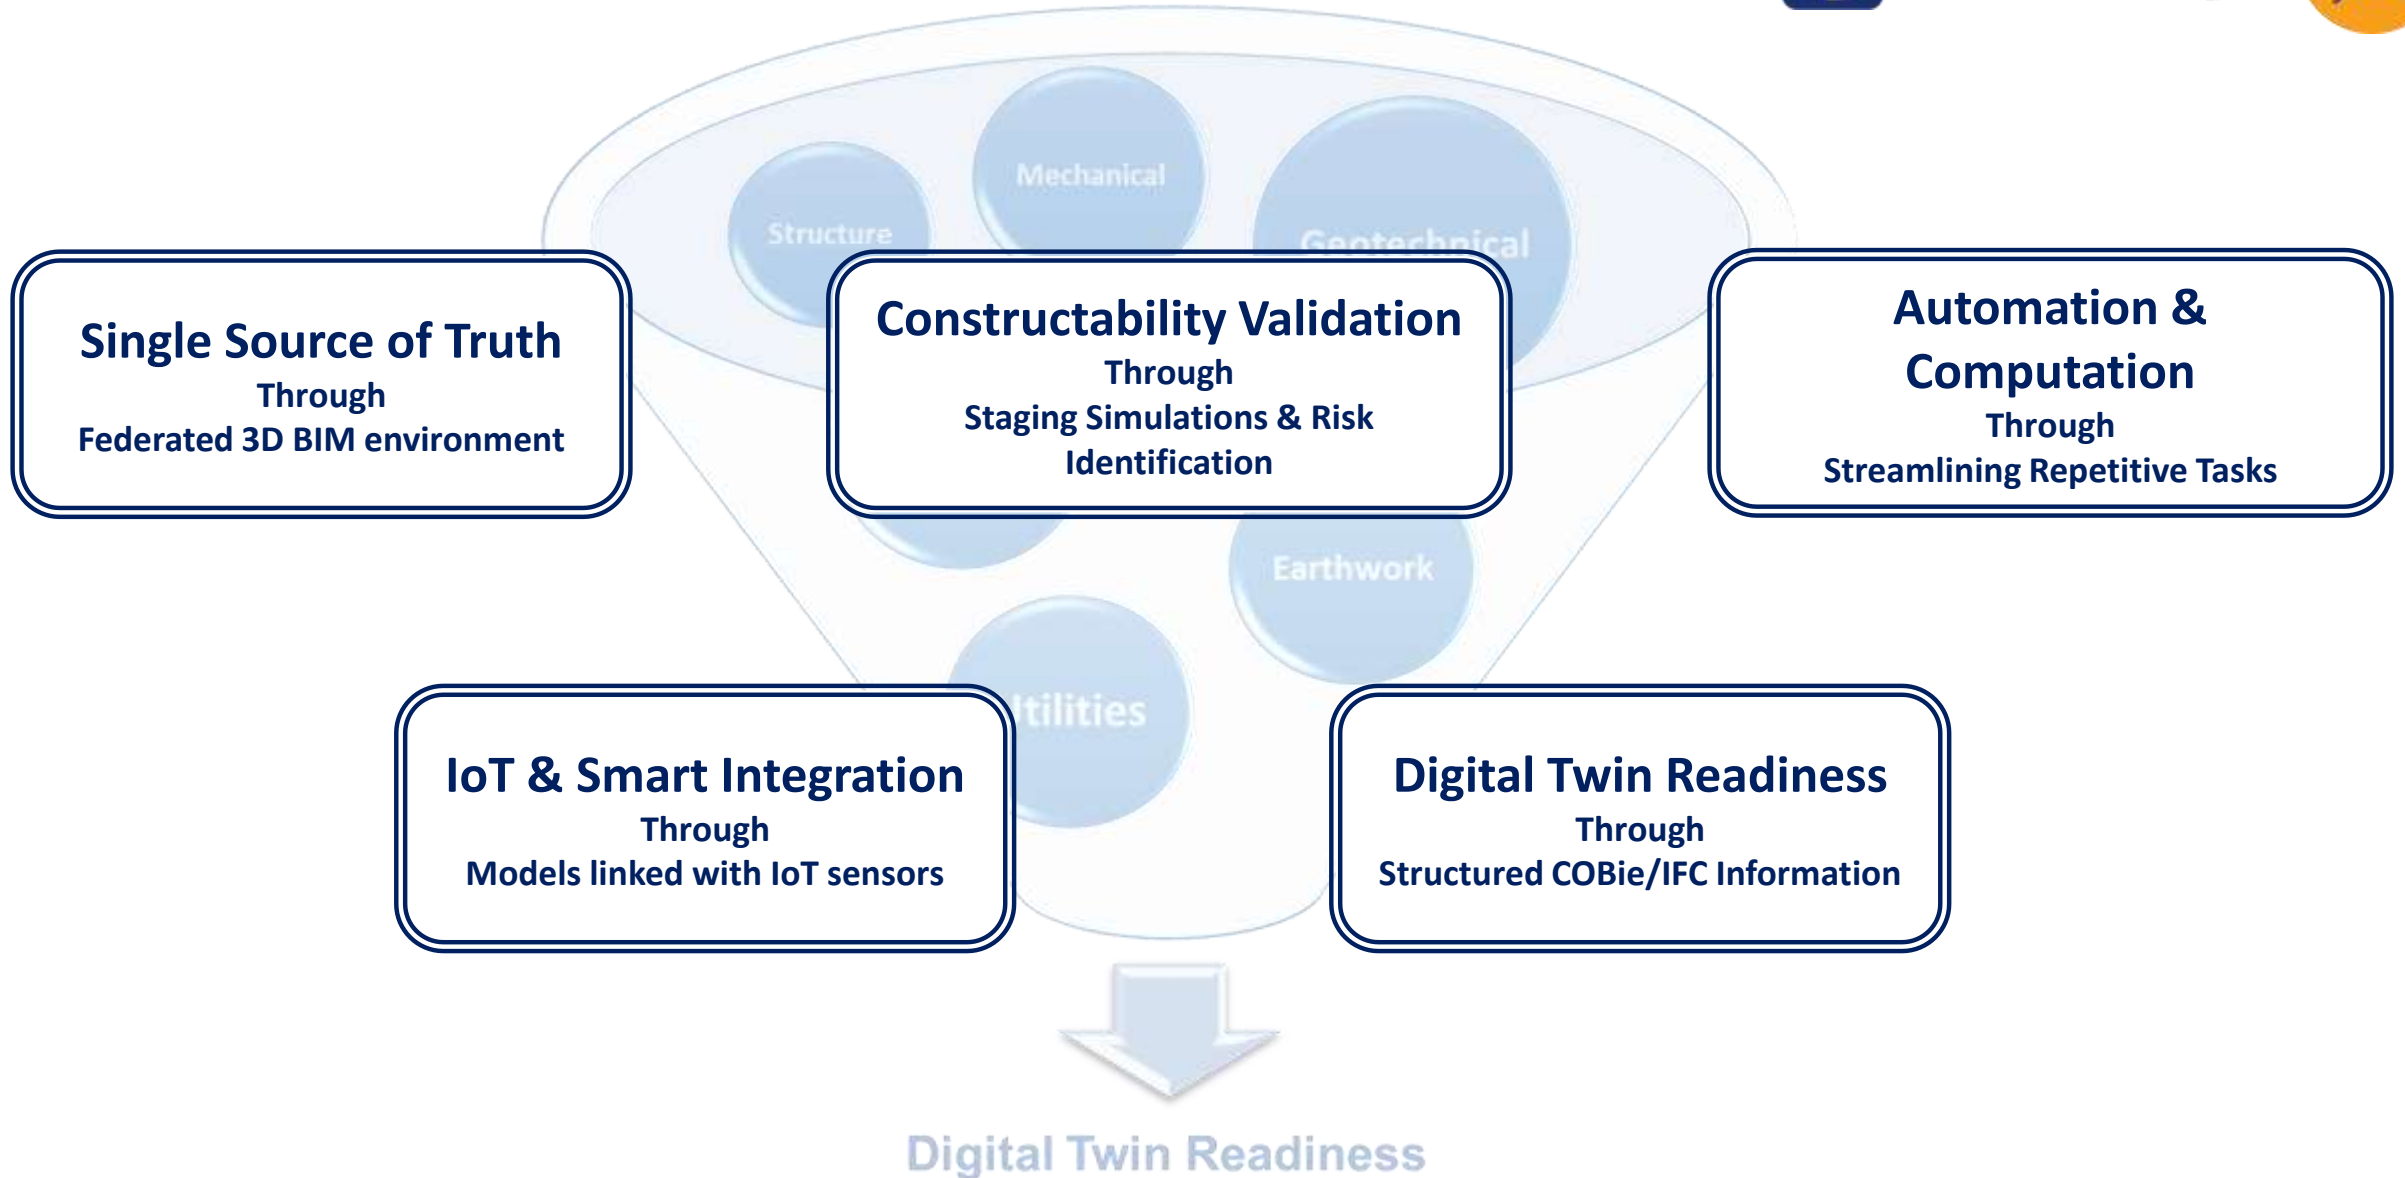 Mechanical
Structure
Geotechnical
Single Source of Truth
Through
Federated 3D BIM environment
Constructability Validation
Through
Staging Simulations & Risk
Identification
Automation &
Computation
Through
Streamlining Repetitive Tasks
Earthwork
tilities
IoT & Smart Integration
Through
Models linked with IoT sensors
Digital Twin Readiness
Through
Structured COBie/IFC Information
Digital Twin Readiness